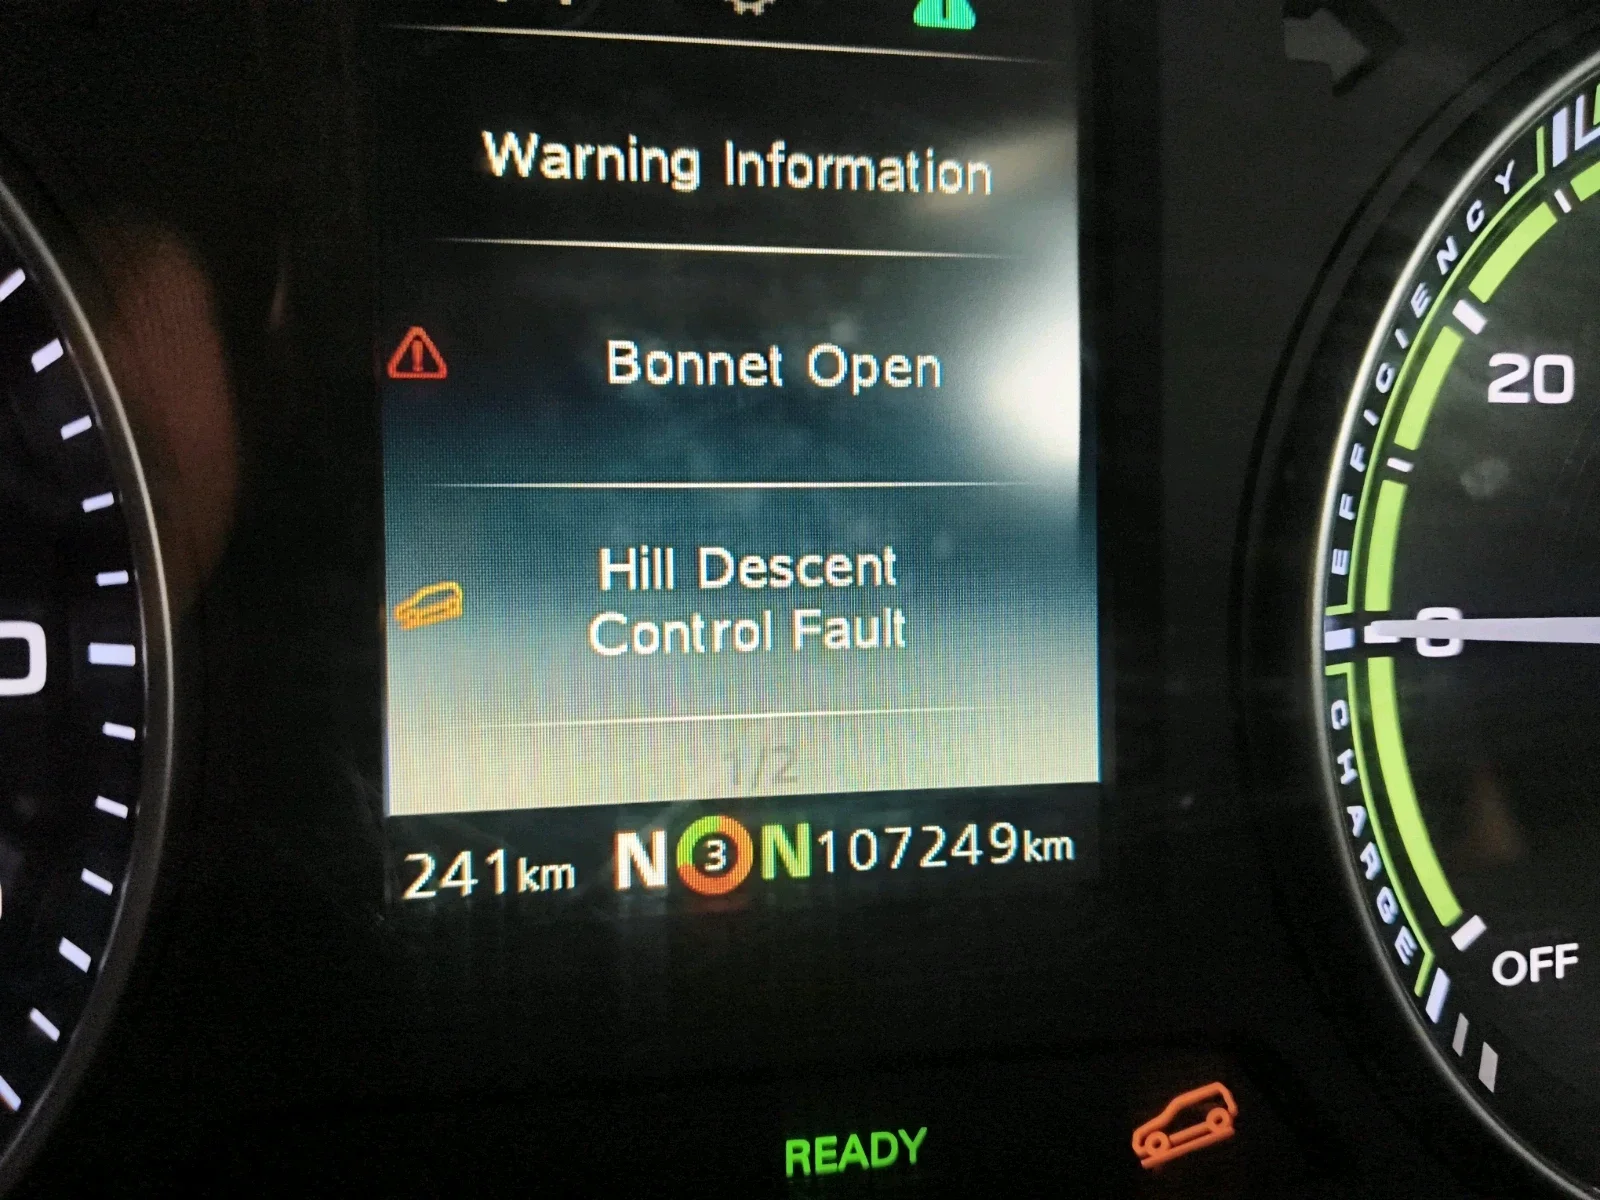 Warning Information
Bonnet Open
Hill Descent
Control Fault
1/2
241km N 3 N 107249km
READY
EFFICIENCY
20
0
CHARGE
OFF